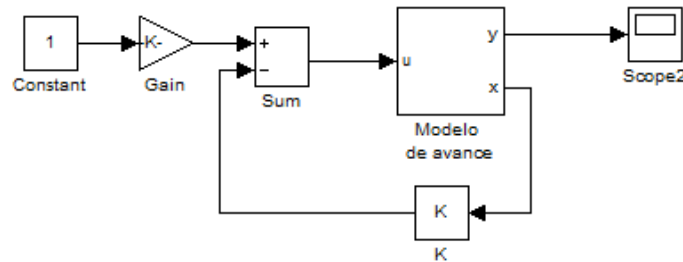 1
Constant
K-
Gain
+
−
Sum
u
y
x
Modelo
de avance
Scope2
K
K